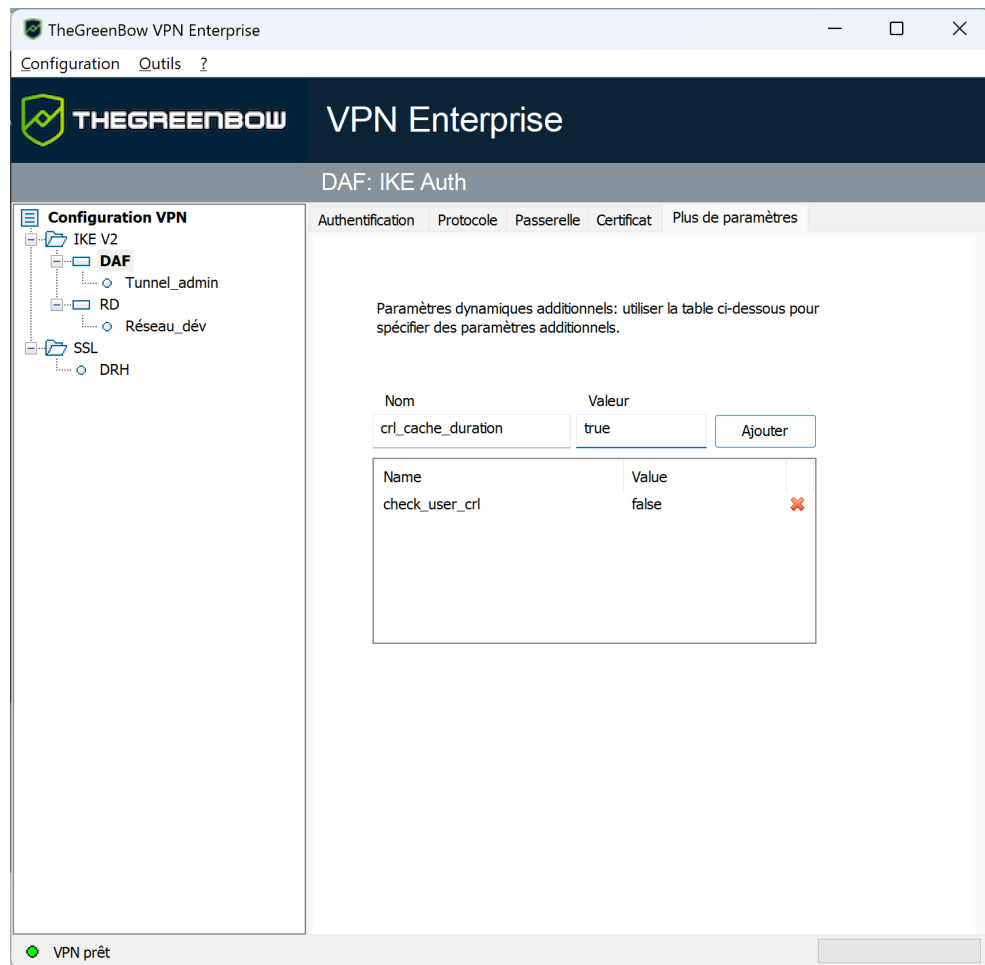 TheGreenBow VPN Enterprise
Configuration Outils ?
THEGREENBOW
VPN Enterprise
DAF: IKE Auth
Configuration VPN
IKE V2
DAF
Tunnel_admin
RD
Réseau_dév
SSL
DRH
Authentification Protocole Passerelle Certificat Plus de paramètres
Paramètres dynamiques additionnels: utiliser la table ci-dessous pour
spécifier des paramètres additionnels.
Nom Valeur
crl_cache_duration true Ajouter
Name Value
check_user_crl false
VPN prêt